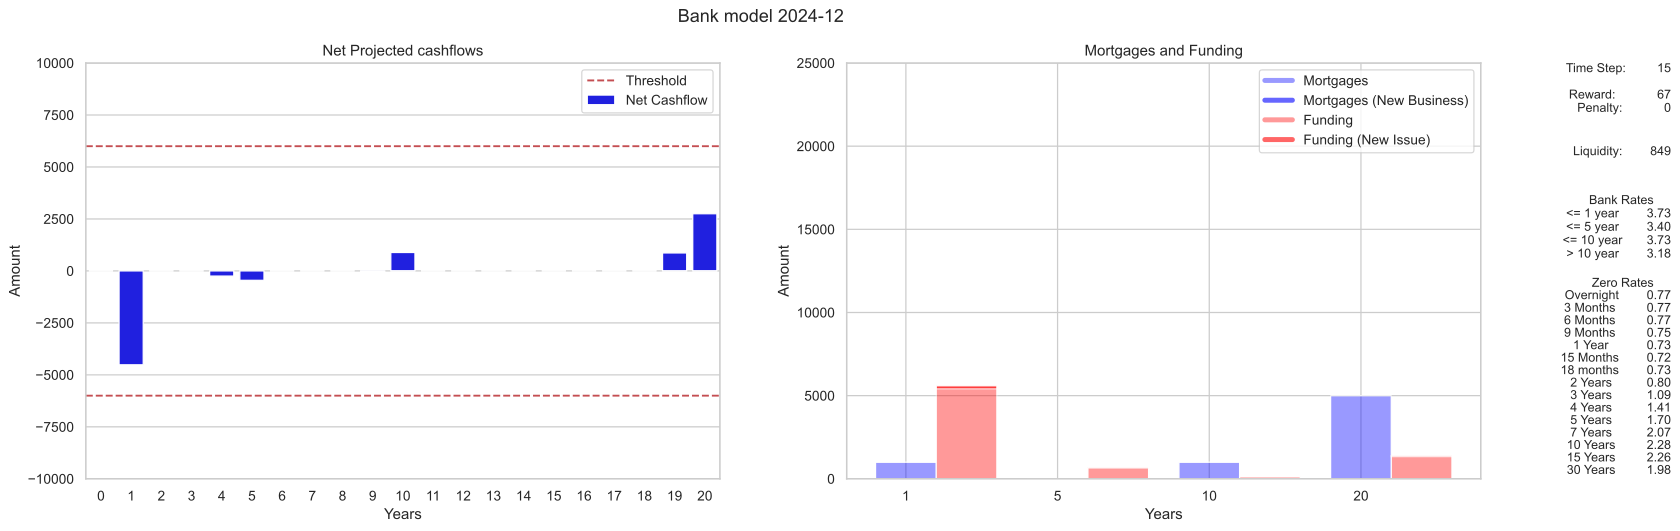 Bank model 2024-12
Net Projected cashflows
10000
7500
5000
2500
0
−2500
−5000
−7500
−10000
Amount
Threshold
Net Cashflow
0 1 2 3 4 5 6 7 8 9 10 11 12 13 14 15 16 17 18 19 20
Years
Mortgages and Funding
25000
20000
15000
10000
5000
0
Amount
Mortgages
Mortgages (New Business)
Funding
Funding (New Issue)
1 5 10 20
Years
Time Step: 15
Reward: 67
Penalty: 0
Liquidity: 849
Bank Rates
<= 1 year 3.73
<= 5 year 3.40
<= 10 year 3.73
> 10 year 3.18
Zero Rates
Overnight 0.77
3 Months 0.77
6 Months 0.77
9 Months 0.75
1 Year 0.73
15 Months 0.72
18 months 0.73
2 Years 0.80
3 Years 1.09
4 Years 1.41
5 Years 1.70
7 Years 2.07
10 Years 2.28
15 Years 2.26
30 Years 1.98